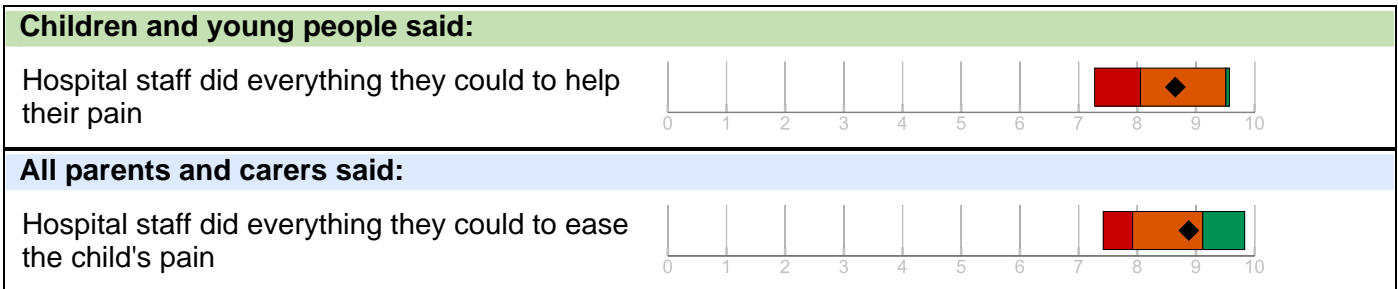 Children and young people said:
Hospital staff did everything they could to help
their pain
0 1 2 3 4 5 6 7 8 9 10
All parents and carers said:
Hospital staff did everything they could to ease
the child's pain
0 1 2 3 4 5 6 7 8 9 10